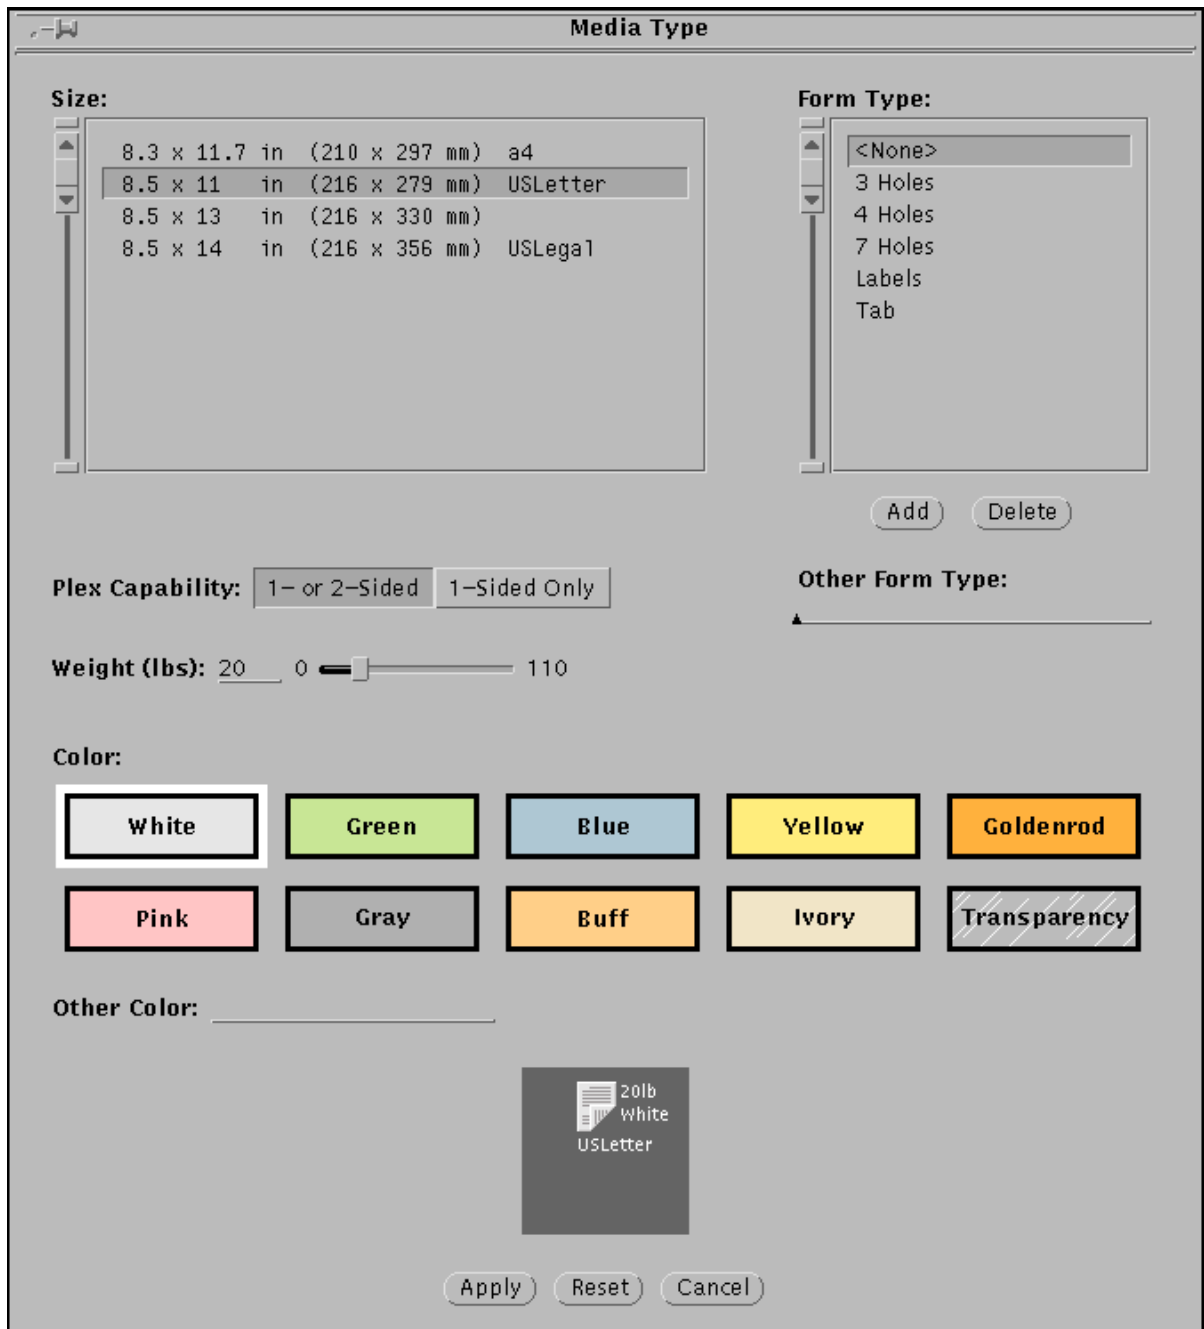 Media Type
Size:
8.3 x 11.7 in (210 x 297 mm) a4
8.5 x 11 in (216 x 279 mm) USLetter
8.5 x 13 in (216 x 330 mm)
8.5 x 14 in (216 x 356 mm) USLegal
Form Type:
<None>
3 Holes
4 Holes
7 Holes
Labels
Tab
Add Delete
Plex Capability: 1- or 2-Sided 1-Sided Only
Other Form Type:
Weight (lbs): 20 0 110
Color:
White Green Blue Yellow Goldenrod
Pink Gray Buff Ivory Transparency
Other Color:
20lb
White
USLetter
Apply Reset Cancel